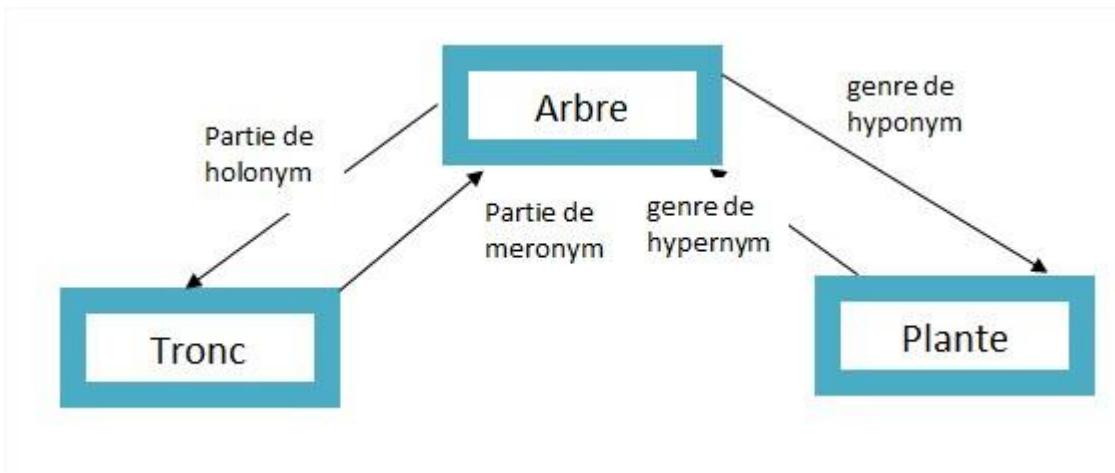 Arbre
genre de
hyponym
Partie de
holonym
Partie de
meronym
genre de
hypernym
Tronc
Plante